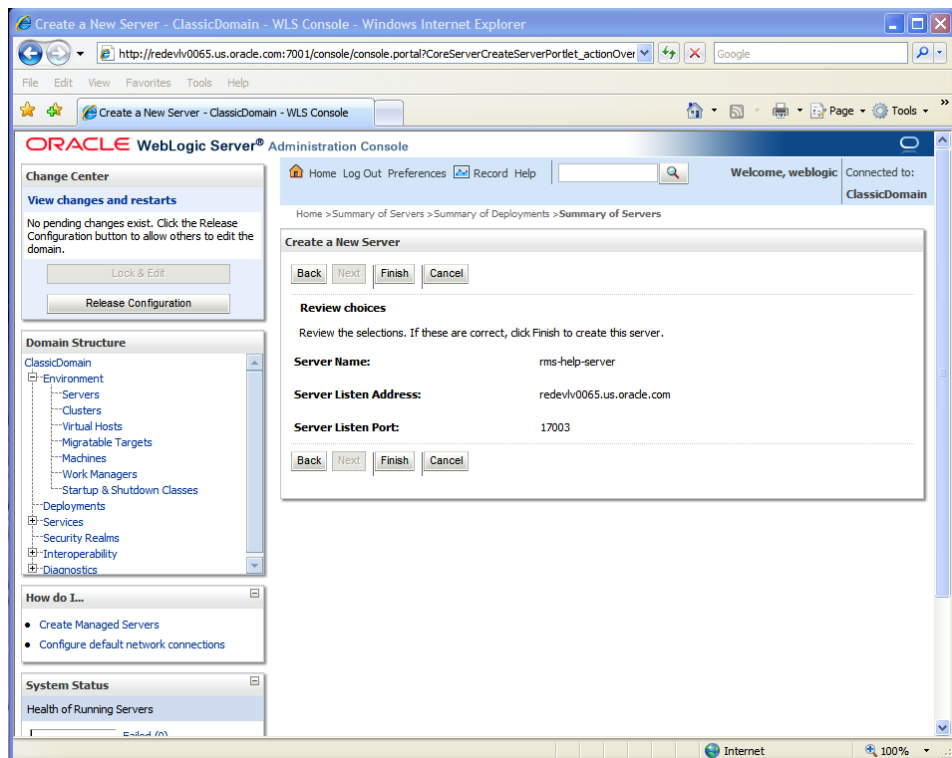 Create a New Server - ClassicDomain - WLS Console - Windows Internet Explorer
http://redevlv0065.us.oracle.com:7001/console/console.portal?CoreServerCreateServerPortlet_actionOver
Google
File Edit View Favorites Tools Help
Create a New Server - ClassicDomain - WLS Console
Page Tools »
ORACLE WebLogic Server® Administration Console
Change Center
View changes and restarts
No pending changes exist. Click the Release
Configuration button to allow others to edit the
domain.
Lock & Edit
Release Configuration
Domain Structure
ClassicDomain
Environment
Servers
Clusters
Virtual Hosts
Migratable Targets
Machines
Work Managers
Startup & Shutdown Classes
Deployments
Services
Security Realms
Interoperability
Diagnostics
How do I...
Create Managed Servers
Configure default network connections
System Status
Health of Running Servers
Failed (0)
Home Log Out Preferences Record Help
Welcome, weblogic
Connected to:
ClassicDomain
Home >Summary of Servers >Summary of Deployments >Summary of Servers
Create a New Server
Back Next Finish Cancel
Review choices
Review the selections. If these are correct, click Finish to create this server.
Server Name: rms-help-server
Server Listen Address: redevlv0065.us.oracle.com
Server Listen Port: 17003
Back Next Finish Cancel
Internet
100%